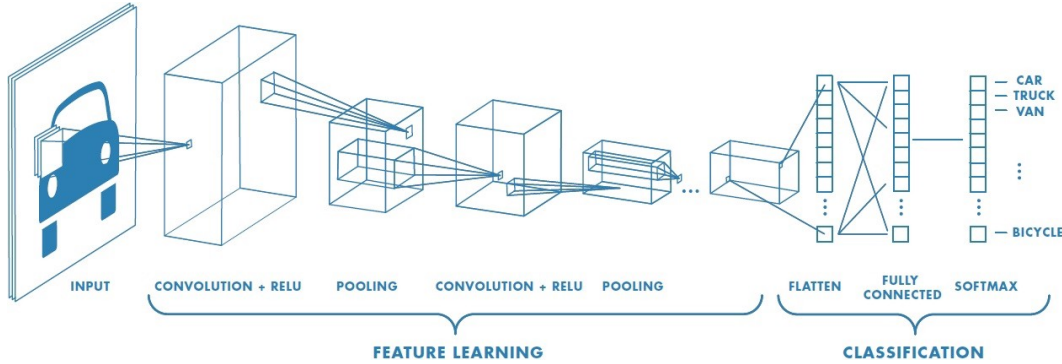 CAR
TRUCK
VAN
BICYCLE
INPUT
CONVOLUTION + RELU
POOLING
CONVOLUTION + RELU
POOLING
FLATTEN
FULLY
CONNECTED
SOFTMAX
FEATURE LEARNING
CLASSIFICATION